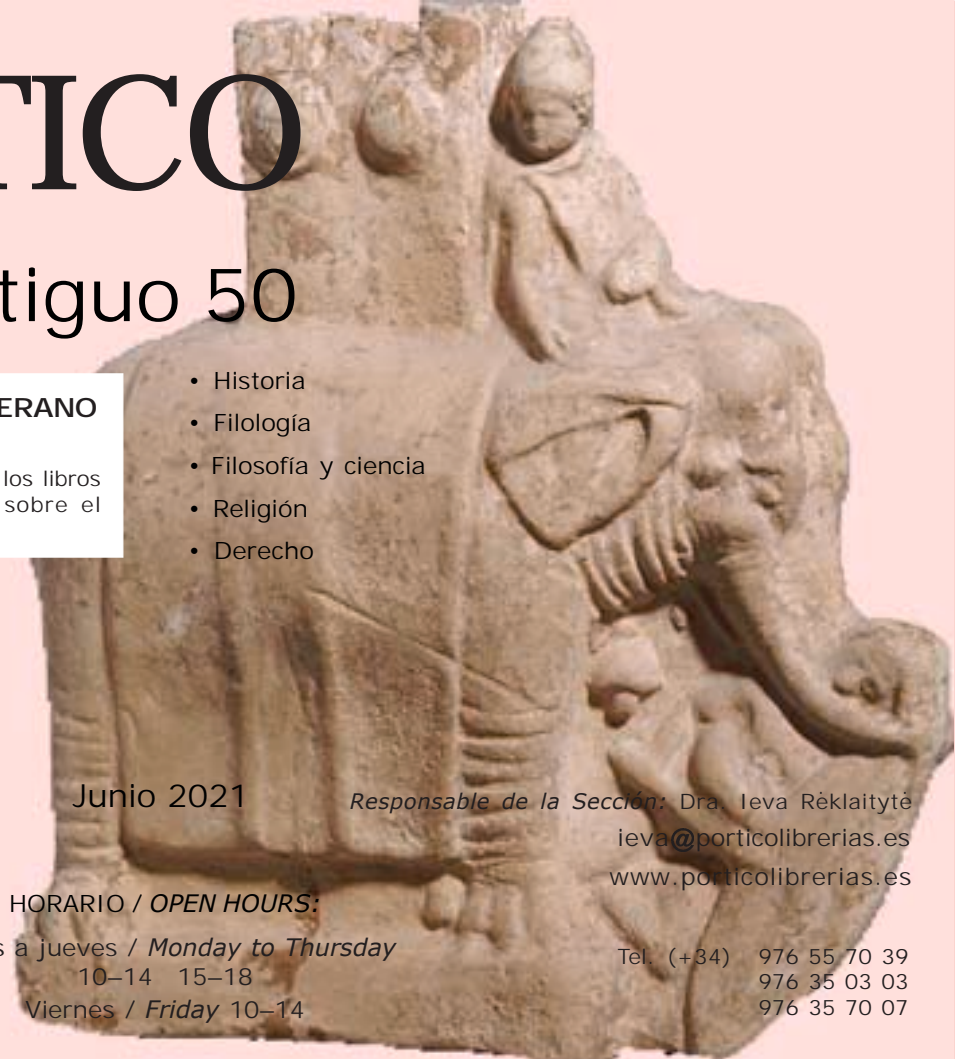 TICO
tiguo 50
ERANO
los libros
sobre el
• Historia
• Filología
• Filosofía y ciencia
• Religión
• Derecho
Junio 2021
Responsable de la Sección: Dra. Ieva Rėklaitytė
ieva@porticolibrerias.es
www.porticolibrerias.es
HORARIO / OPEN HOURS:
s a jueves / Monday to Thursday
10–14 15–18
Viernes / Friday 10–14
Tel. (+34) 976 55 70 39
976 35 03 03
976 35 70 07